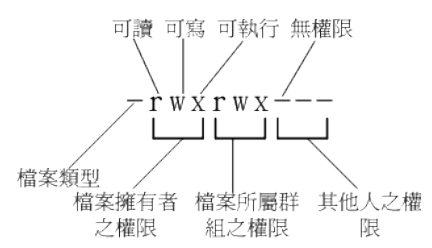 可讀 可寫 可執行 無權限
-rwxrwx---
檔案類型
檔案擁有者之權限
檔案所屬群組之權限
其他人之權限